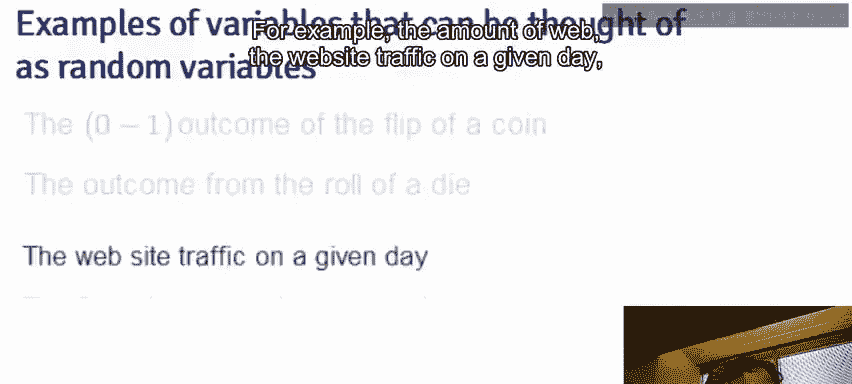 Examples of variables that can be thought of
as random variables
For example, the amount of web,
the website traffic on a given day,
The (0 – 1) outcome of the flip of a coin
The outcome from the roll of a die
The web site traffic on a given day